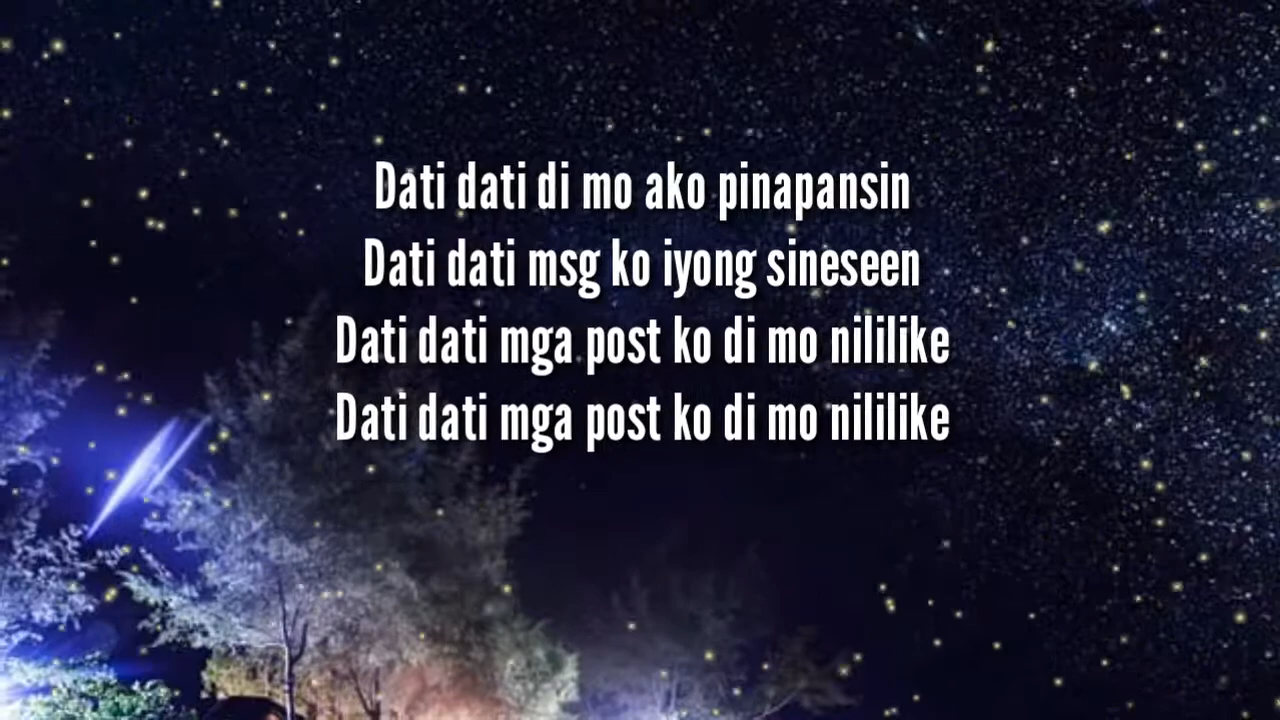 Dati dati di mo ako pinapansin
Dati dati msg ko iyong sineseen
Dati dati mga post ko di mo nililike
Dati dati mga post ko di mo nililike